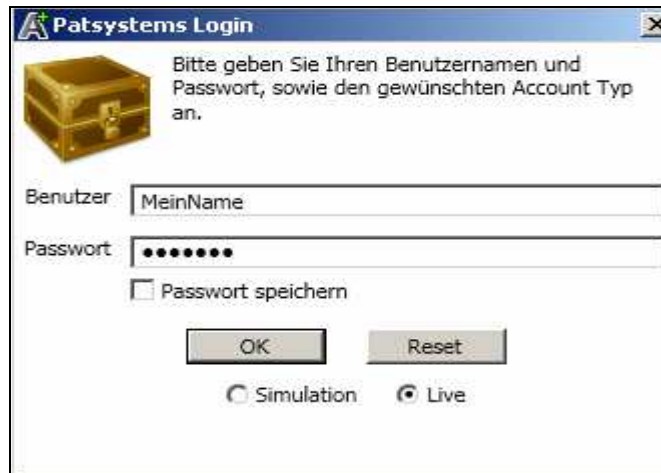 Patsystems Login
Bitte geben Sie Ihren Benutzernamen und
Passwort, sowie den gewünschten Account Typ
an.
Benutzer MeinName
Passwort ●●●●●●●
Passwort speichern
OK Reset
Simulation Live